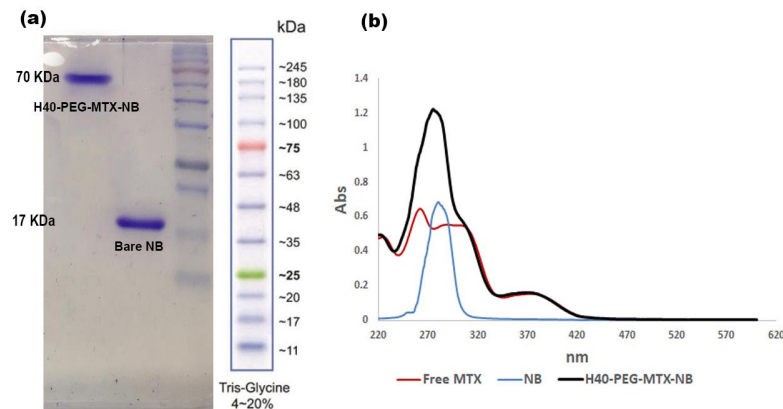 (a)
kDa
70 KDa
H40-PEG-MTX-NB
17 KDa
Bare NB
~245
~180
~135
~100
~75
~63
~48
~35
~25
~20
~17
~11
Tris-Glycine
4~20%
(b)
1.4
1.2
1
0.8
0.6
0.4
0.2
0
Abs
220 270 320 370 420 470 520 570 620
nm
Free MTX NB H40-PEG-MTX-NB